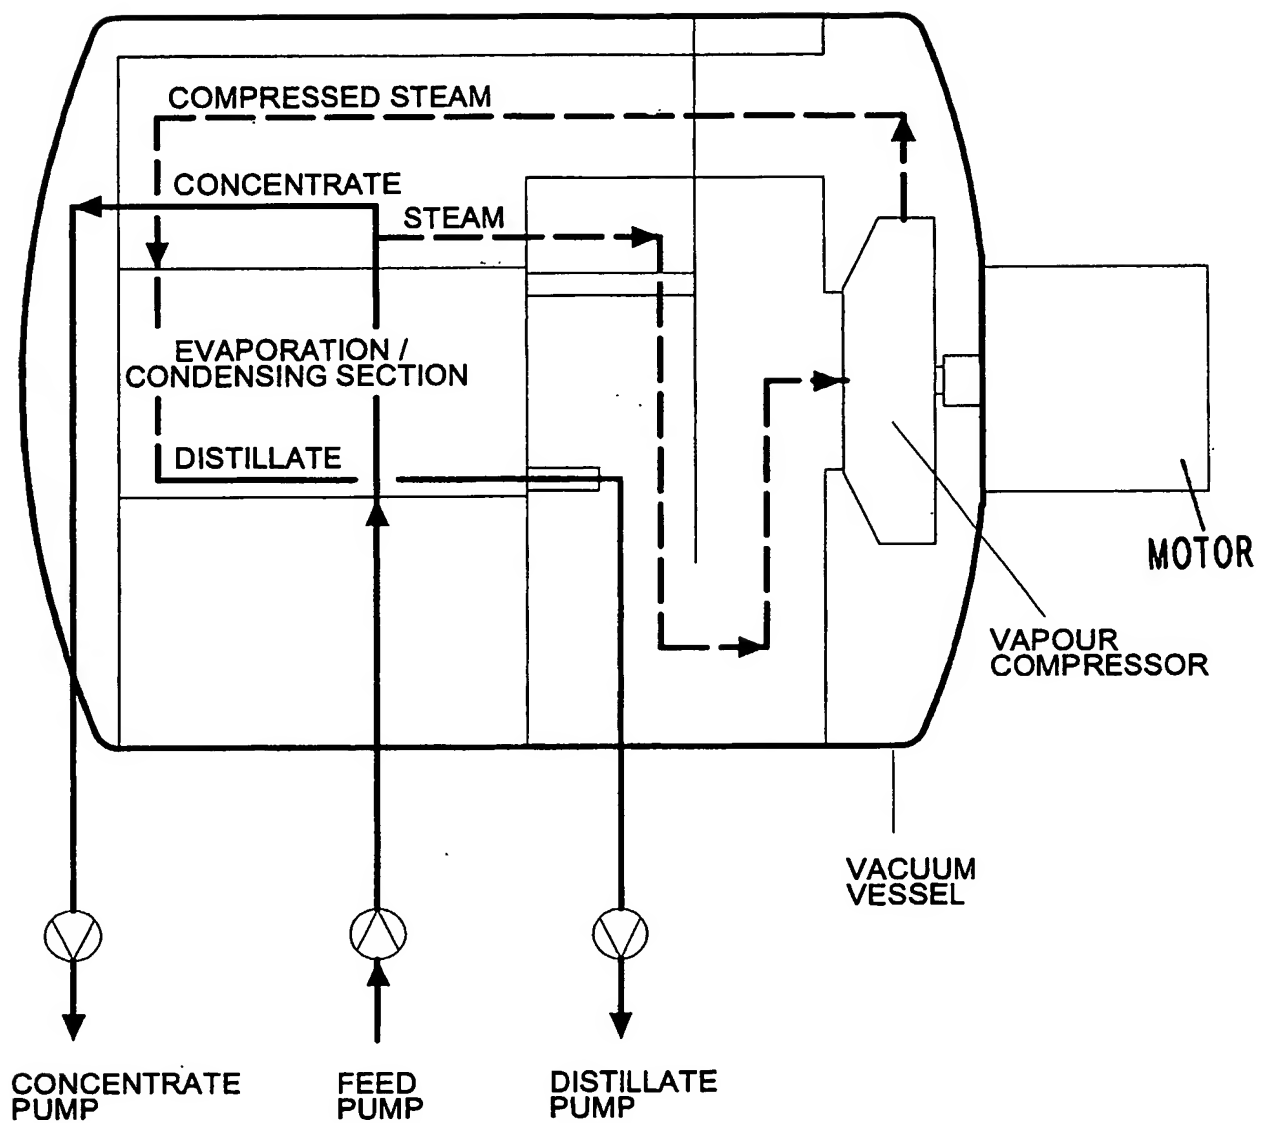 COMPRESSED STEAM
CONCENTRATE
STEAM
EVAPORATION /
CONDENSING SECTION
DISTILLATE
MOTOR
VAPOUR
COMPRESSOR
VACUUM
VESSEL
CONCENTRATE
PUMP
FEED
PUMP
DISTILLATE
PUMP